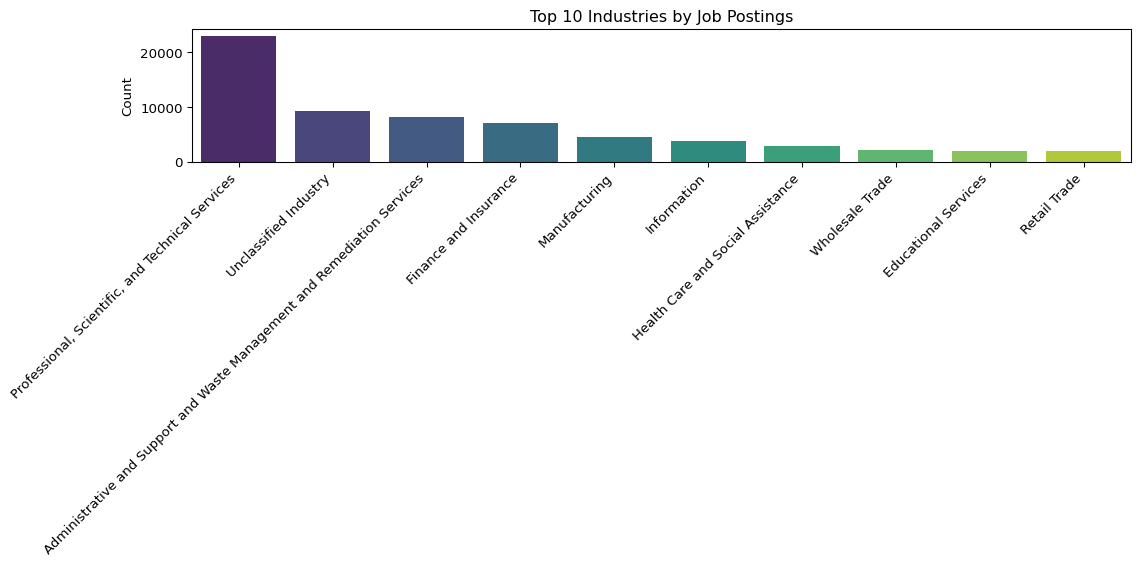 Top 10 Industries by Job Postings
Count
20000
10000
0
Professional, Scientific, and Technical Services
Unclassified Industry
Administrative and Support and Waste Management and Remediation Services
Finance and Insurance
Manufacturing
Information
Health Care and Social Assistance
Wholesale Trade
Educational Services
Retail Trade